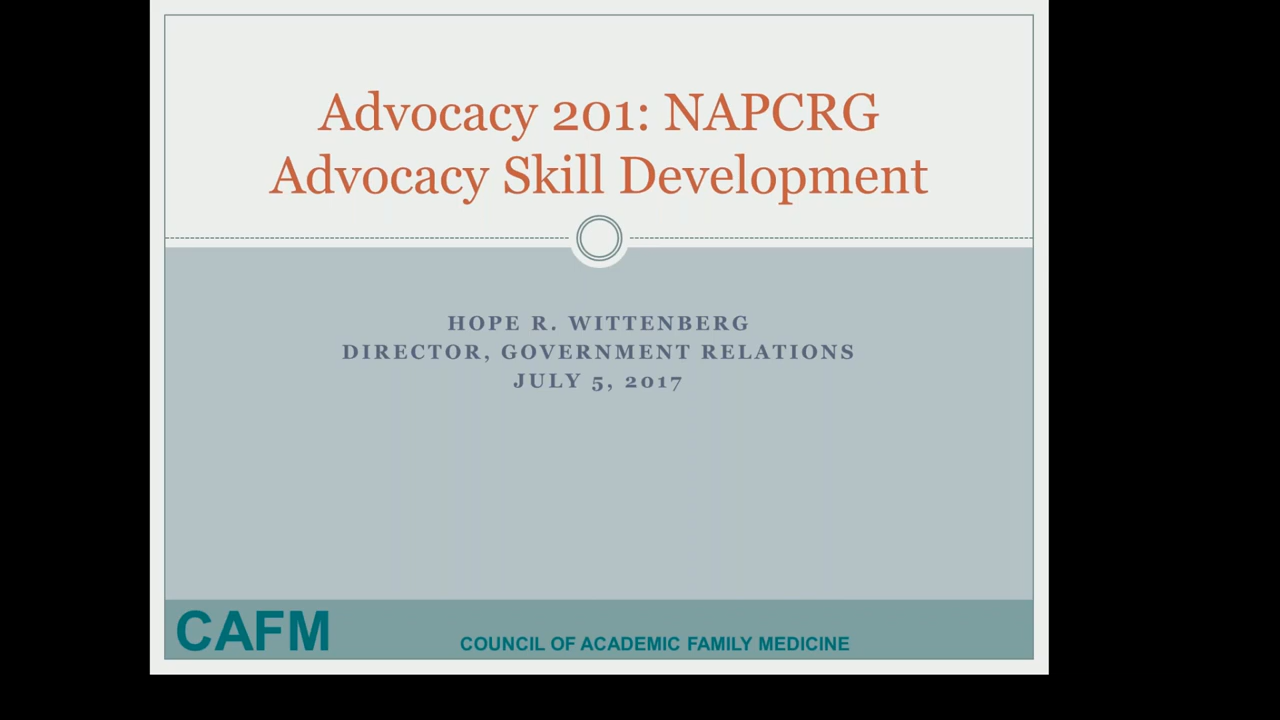 Advocacy 201: NAPCRG
Advocacy Skill Development
HOPE R. WITTENBERG
DIRECTOR, GOVERNMENT RELATIONS
JULY 5, 2017
CAFM
COUNCIL OF ACADEMIC FAMILY MEDICINE